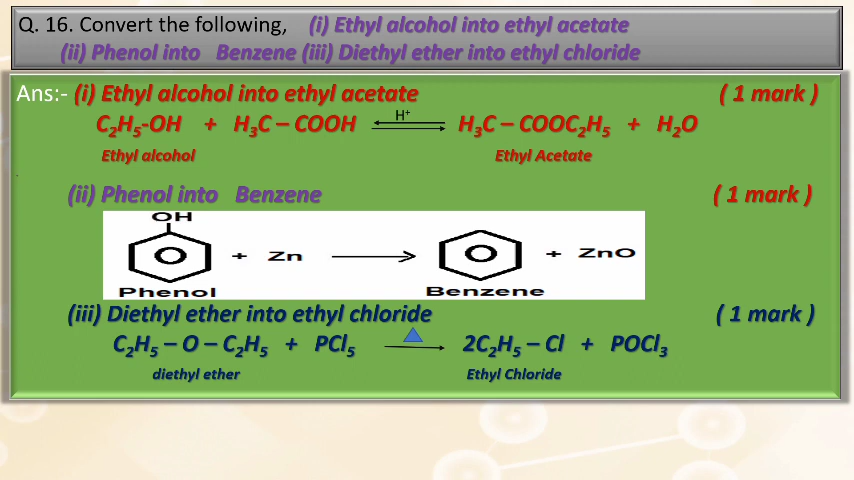 Q. 16. Convert the following, (i) Ethyl alcohol into ethyl acetate
(ii) Phenol into Benzene (iii) Diethyl ether into ethyl chloride
Ans:- (i) Ethyl alcohol into ethyl acetate ( 1 mark )
C₂H₅-OH + H₃C – COOH H⁺ H₃C – COOC₂H₅ + H₂O
Ethyl alcohol Ethyl Acetate
(ii) Phenol into Benzene ( 1 mark )
OH
+ Zn + ZnO
Phenol Benzene
(iii) Diethyl ether into ethyl chloride ( 1 mark )
C₂H₅ – O – C₂H₅ + PCl₅ 2C₂H₅ – Cl + POCl₃
diethyl ether Ethyl Chloride